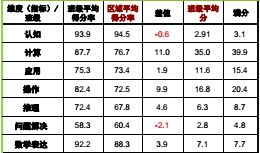 维度（指标）/ 班级平均 区域平均 差值 班级平均 满分
班级 得分率 得分率 分
认知 93.9 94.5 -0.6 2.91 3.1
计算 87.7 76.7 11.0 35.0 39.9
应用 75.3 73.4 1.9 11.6 15.4
操作 82.4 72.5 9.9 16.8 20.4
推理 72.4 67.8 4.6 6.3 8.7
问题解决 58.3 60.4 -2.1 2.8 4.8
数学表达 92.2 88.3 3.9 7.1 7.7